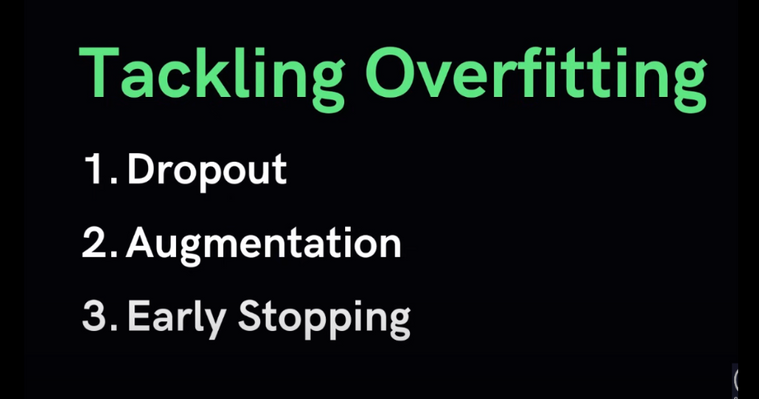 Tackling Overfitting
1. Dropout
2. Augmentation
3. Early Stopping